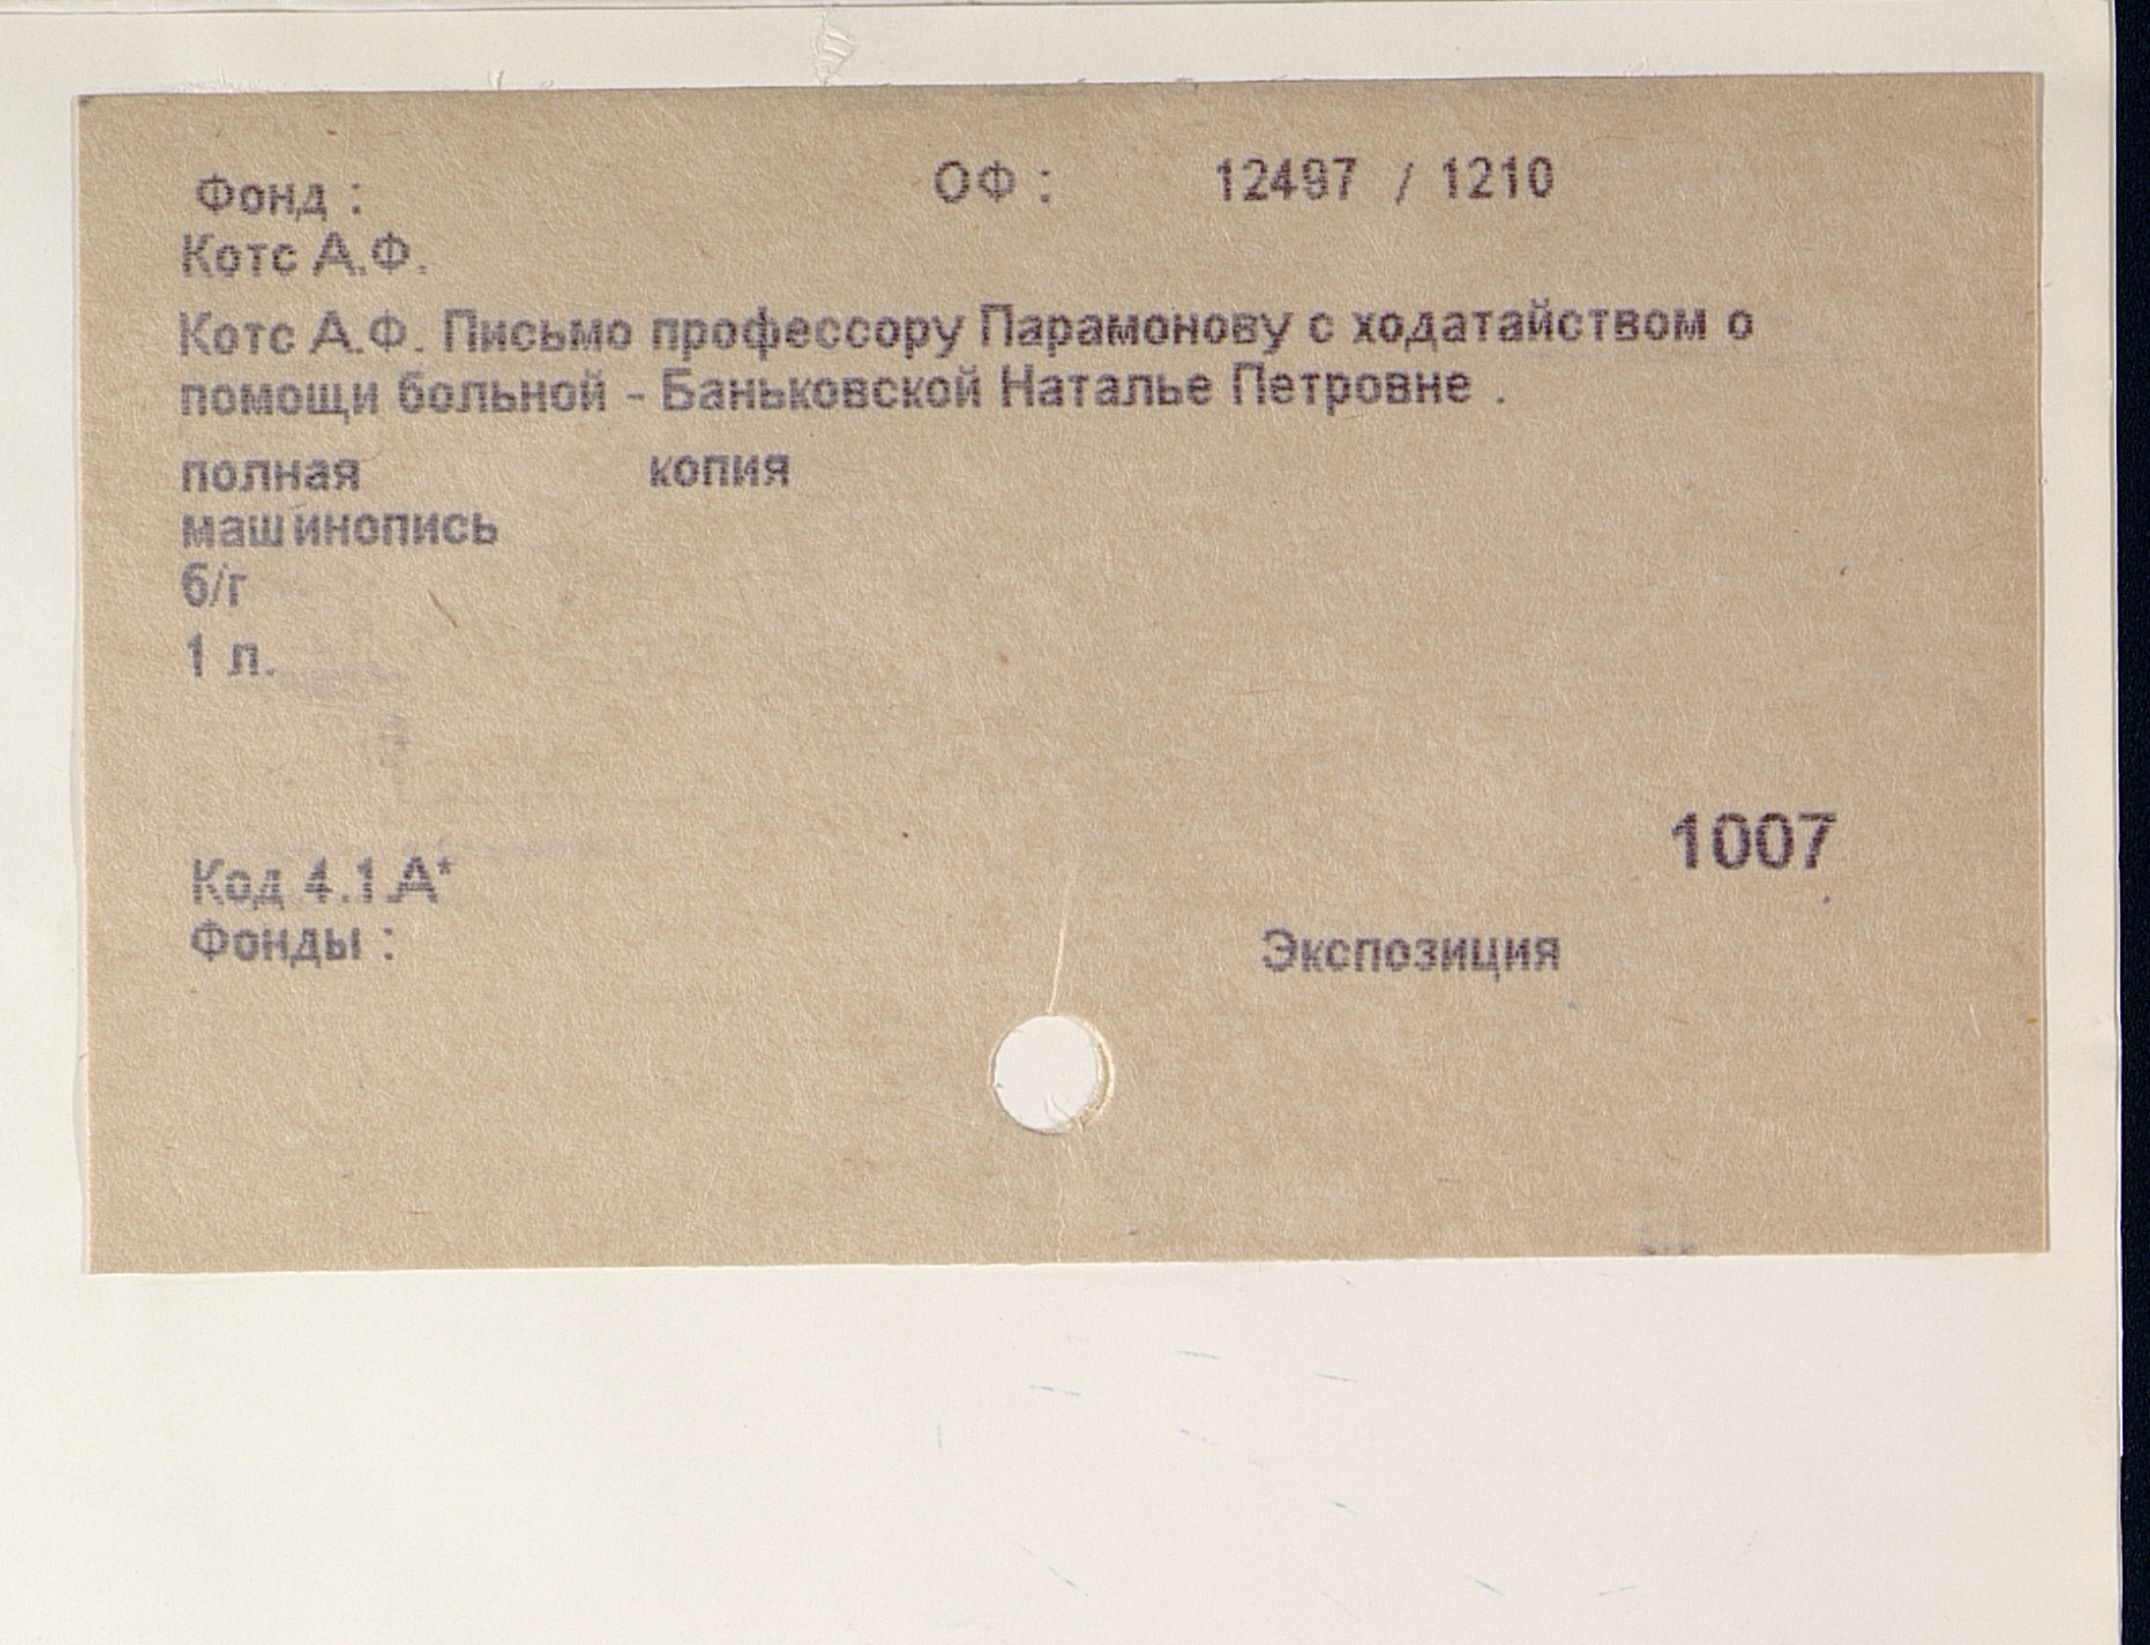 Фонд : ОФ : 12497 / 1210
Котс А.Ф.
Котс А.Ф. Письмо профессору Парамонову с ходатайством о
помощи больной - Баньковской Наталье Петровне .
полная копия
машинопись
б/г
1 л.
1007
Код 4.1.А*
Фонды : Экспозиция